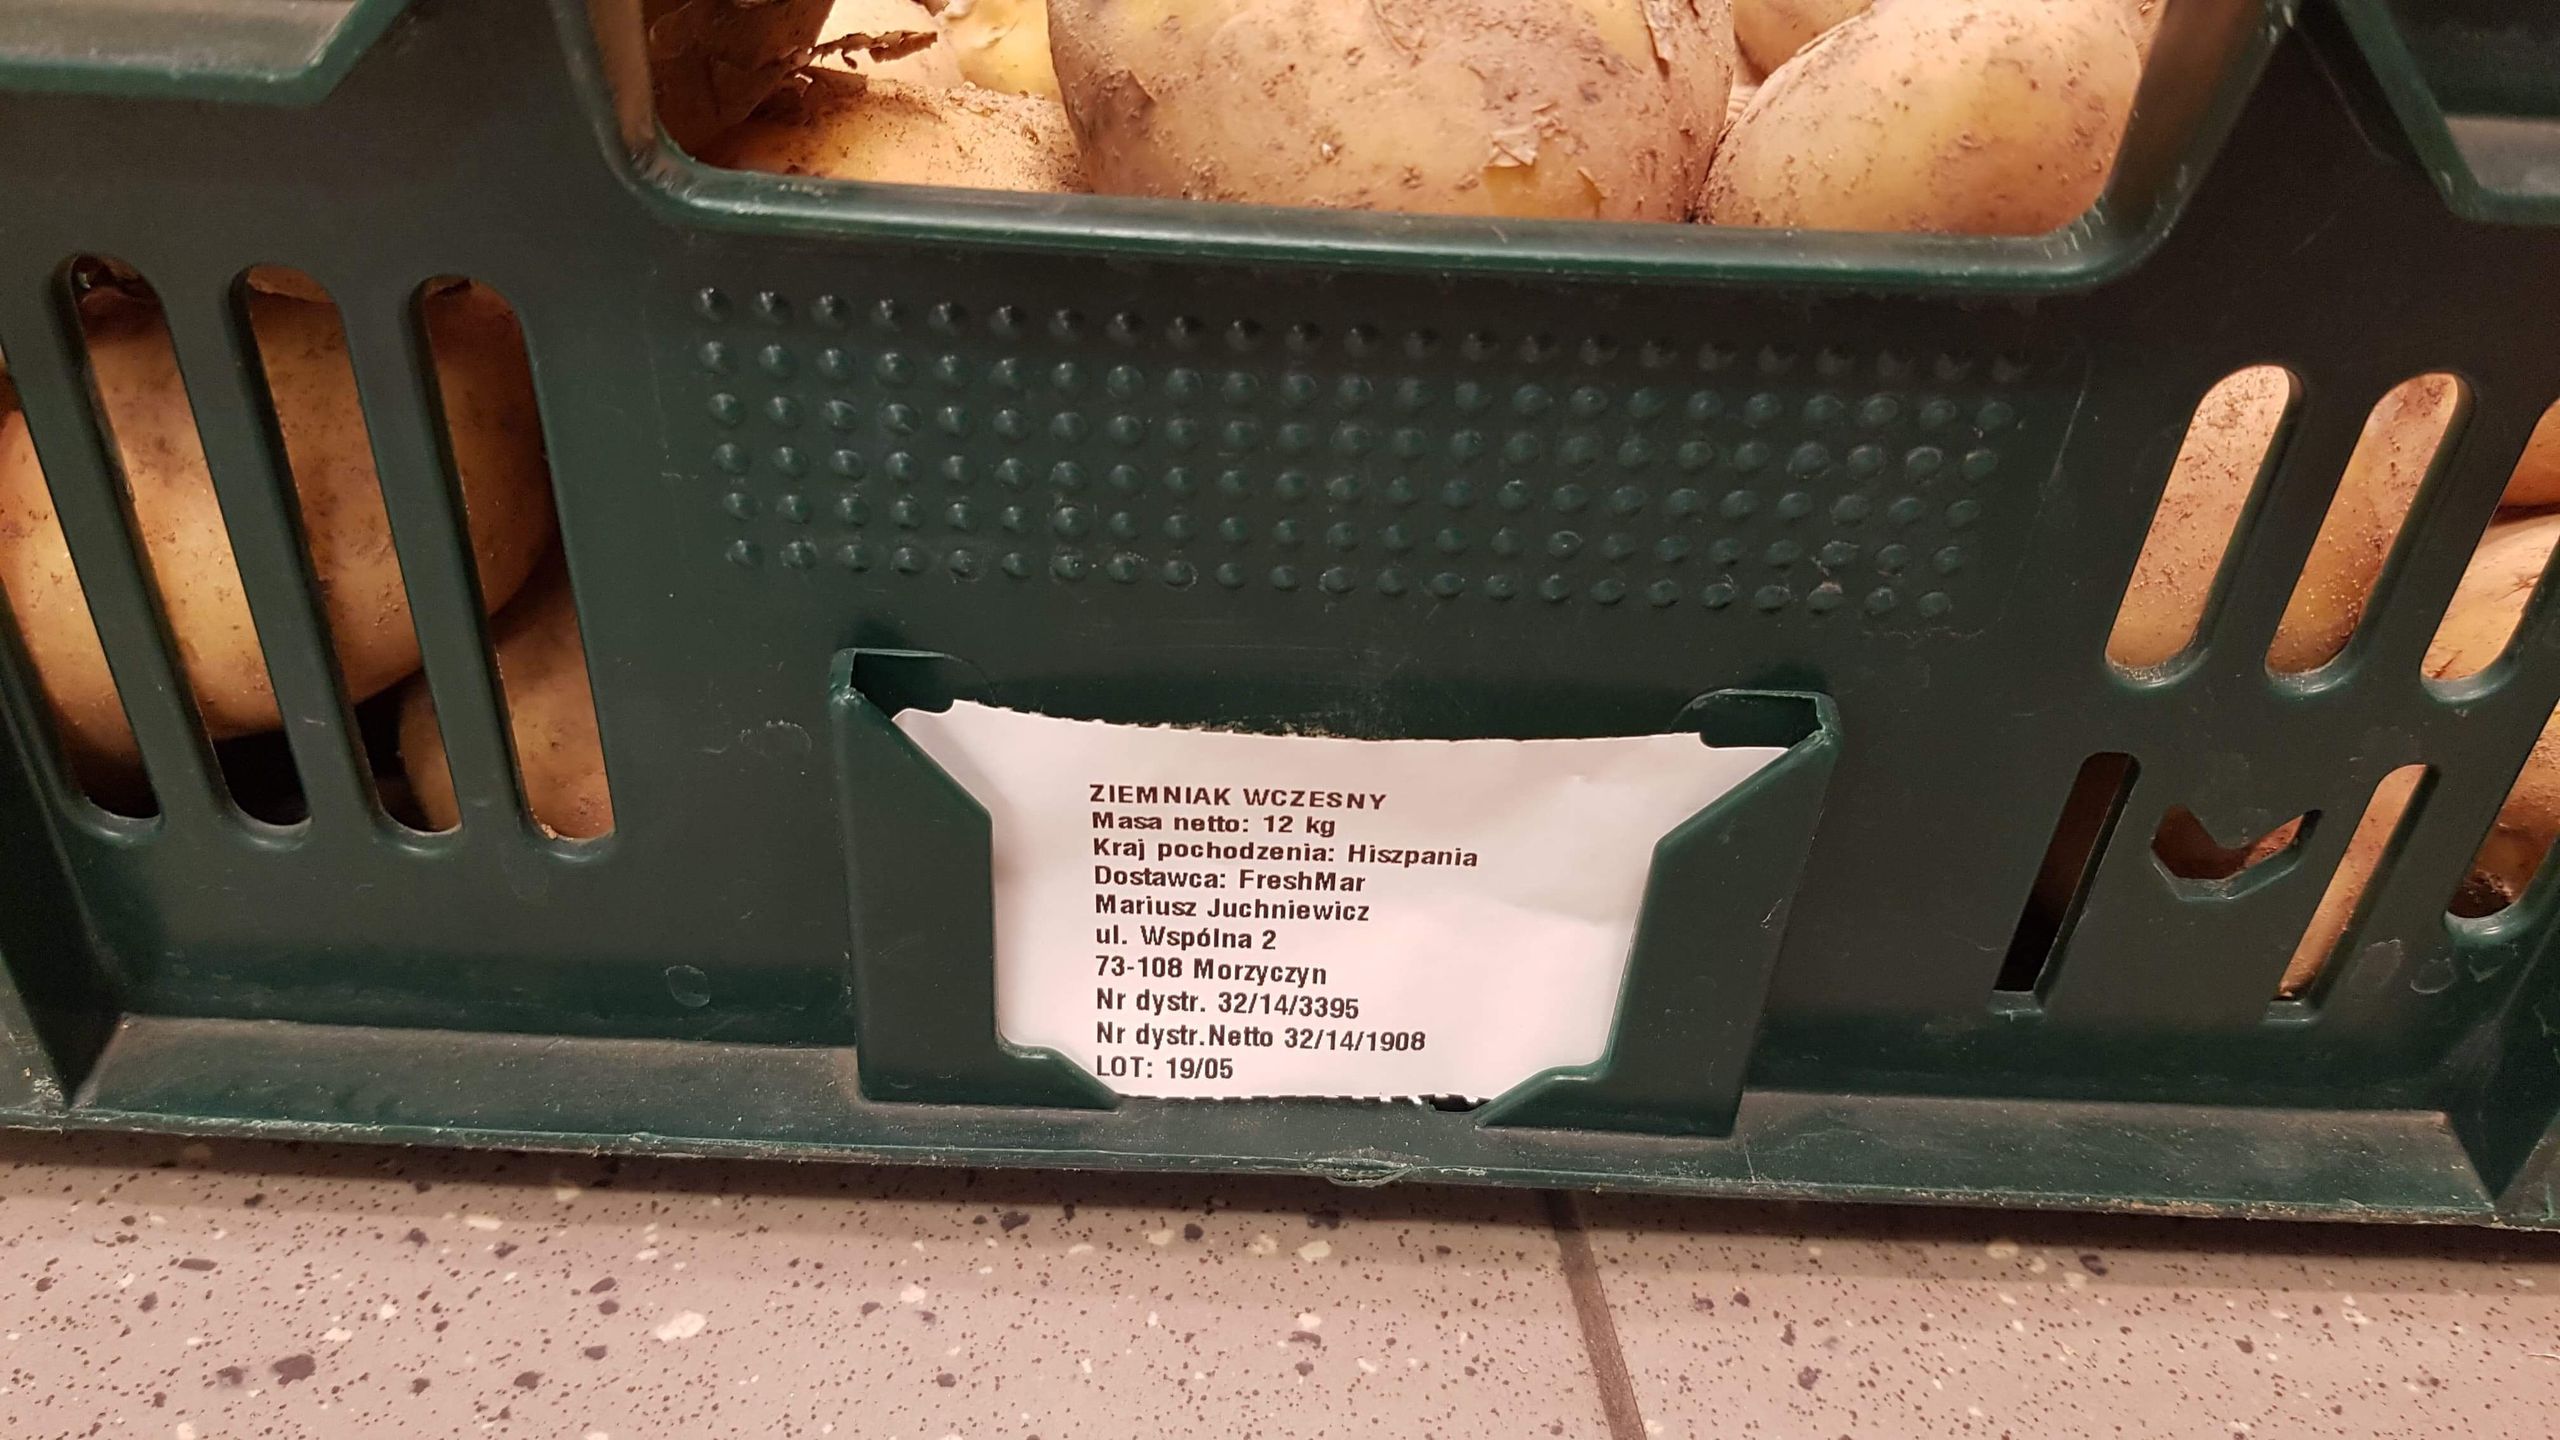 ZIEMNIAK WCZESNY
Masa netto: 12 kg
Kraj pochodzenia: Hiszpania
Dostawca: FreshMar
Mariusz Juchniewicz
ul. Wspólna 2
73-108 Morzyczyn
Nr dystr. 32/14/3395
Nr dystr.Netto 32/14/1908
LOT: 19/05